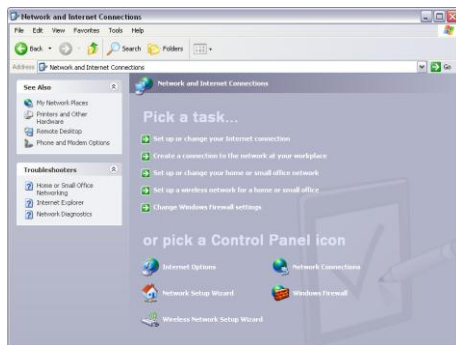 Network and Internet Connections
File Edit View Favorites Tools Help
Back Search Folders
Address Network and Internet Connections Go
See Also
My Network Places
Printers and Other
Hardware
Remote Desktop
Phone and Modem Options
Troubleshooters
Home or Small Office
Networking
Internet Explorer
Network Diagnostics
Network and Internet Connections
Pick a task...
Set up or change your Internet connection
Create a connection to the network at your workplace
Set up or change your home or small office network
Set up a wireless network for a home or small office
Change Windows Firewall settings
or pick a Control Panel icon
Internet Options Network Connections
Network Setup Wizard Windows Firewall
Wireless Network Setup Wizard